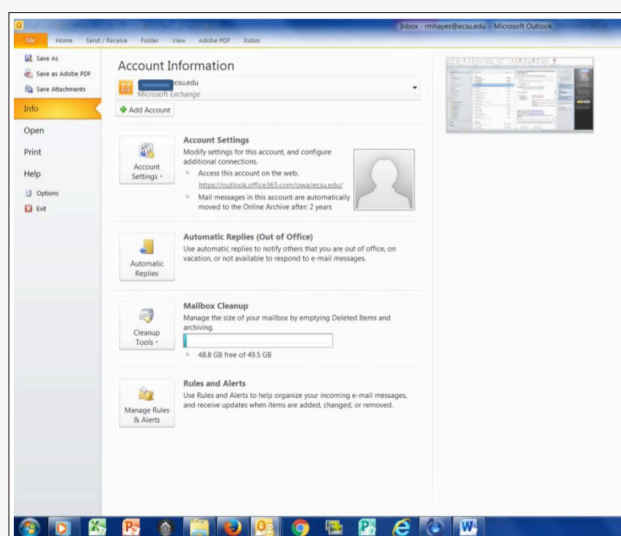 Inbox - rmhayes@ecsu.edu - Microsoft Outlook
File Home Send / Receive Folder View Adobe PDF Xobni
Save As
Save as Adobe PDF
Save Attachments
Info
Open
Print
Help
Options
Exit
Account Information
ecsu.edu
Microsoft Exchange
Add Account
Account Settings
Account Settings
Modify settings for this account, and configure
additional connections.
Access this account on the web.
https://outlook.office365.com/owa/ecsu.edu/
Mail messages in this account are automatically
moved to the Online Archive after: 2 years
Automatic Replies
Automatic Replies (Out of Office)
Use automatic replies to notify others that you are out of office, on
vacation, or not available to respond to e-mail messages.
Cleanup Tools
Mailbox Cleanup
Manage the size of your mailbox by emptying Deleted Items and
archiving.
48.8 GB free of 49.5 GB
Manage Rules & Alerts
Rules and Alerts
Use Rules and Alerts to help organize your incoming e-mail messages,
and receive updates when items are added, changed, or removed.